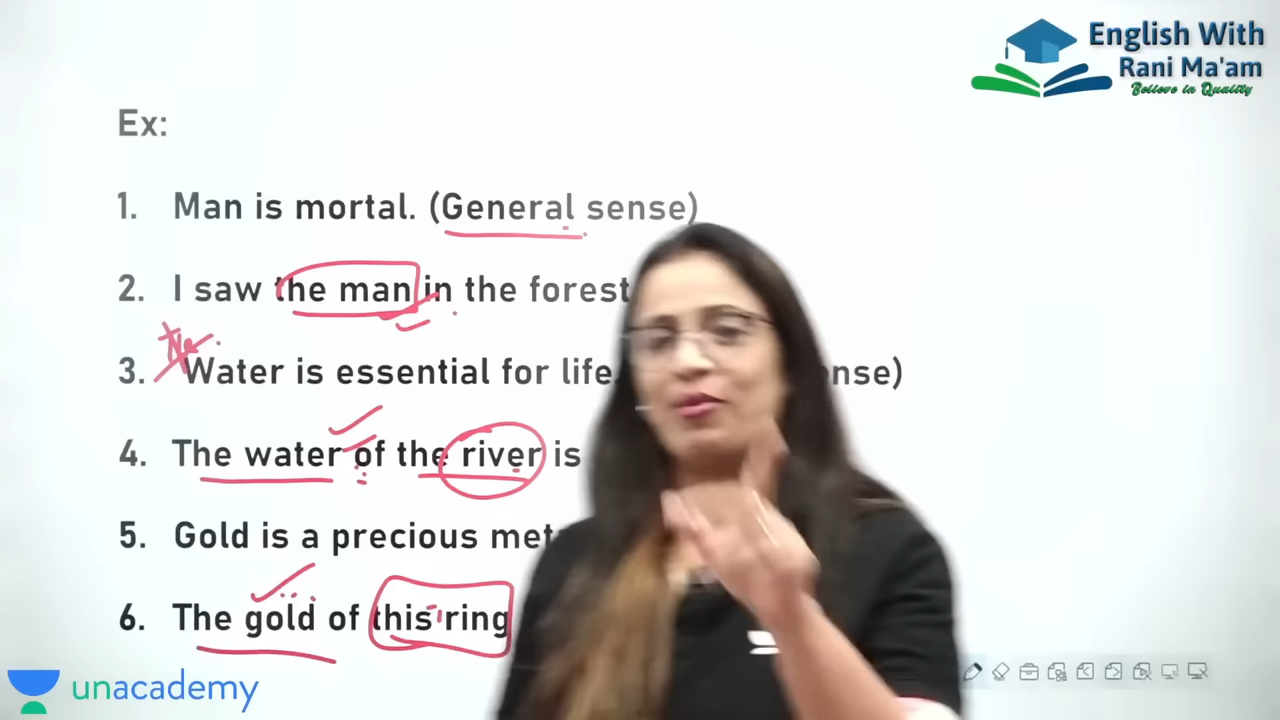 English With
Rani Ma'am
Believe in Quality
Ex:
1. Man is mortal. (General sense)
2. I saw the man in the forest
3. Water is essential for life
4. The water of the river is
5. Gold is a precious
6. The gold of this ring
unacademy